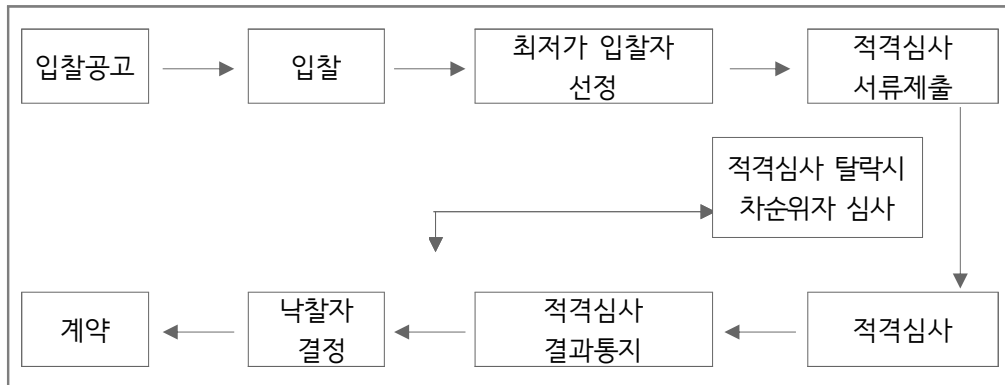 입찰공고
입찰
최저가 입찰자
선정
적격심사
서류제출
적격심사 탈락시
차순위자 심사
계약
낙찰자
결정
적격심사
결과통지
적격심사